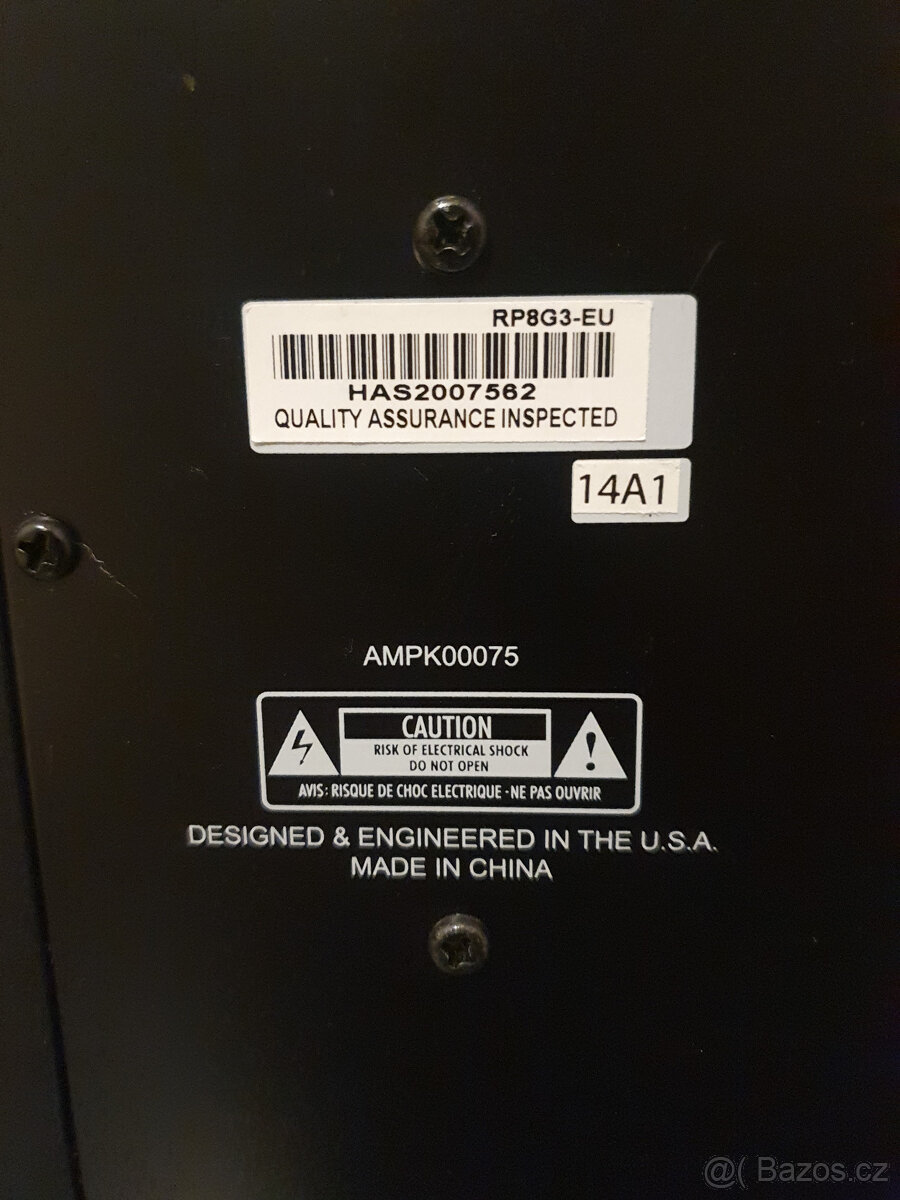 RP8G3-EU
HAS2007562
QUALITY ASSURANCE INSPECTED
14A1
AMPK00075
CAUTION
RISK OF ELECTRICAL SHOCK
DO NOT OPEN
AVIS: RISQUE DE CHOC ELECTRIQUE - NE PAS OUVRIR
DESIGNED & ENGINEERED IN THE U.S.A.
MADE IN CHINA
@( Bazos.cz